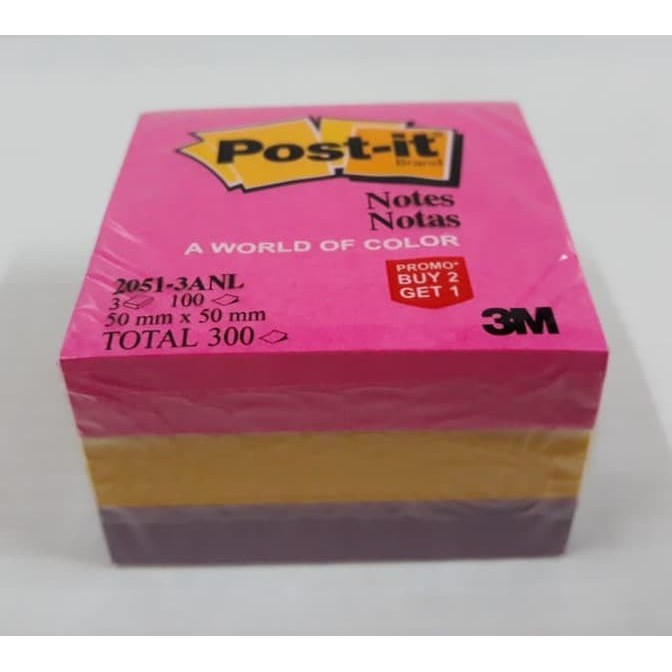 Post-it
Brand
Notes
Notas
A WORLD OF COLOR
2051-3ANL
3 100
50 mm x 50 mm
TOTAL 300
PROMO*
BUY 2
GET 1
3M